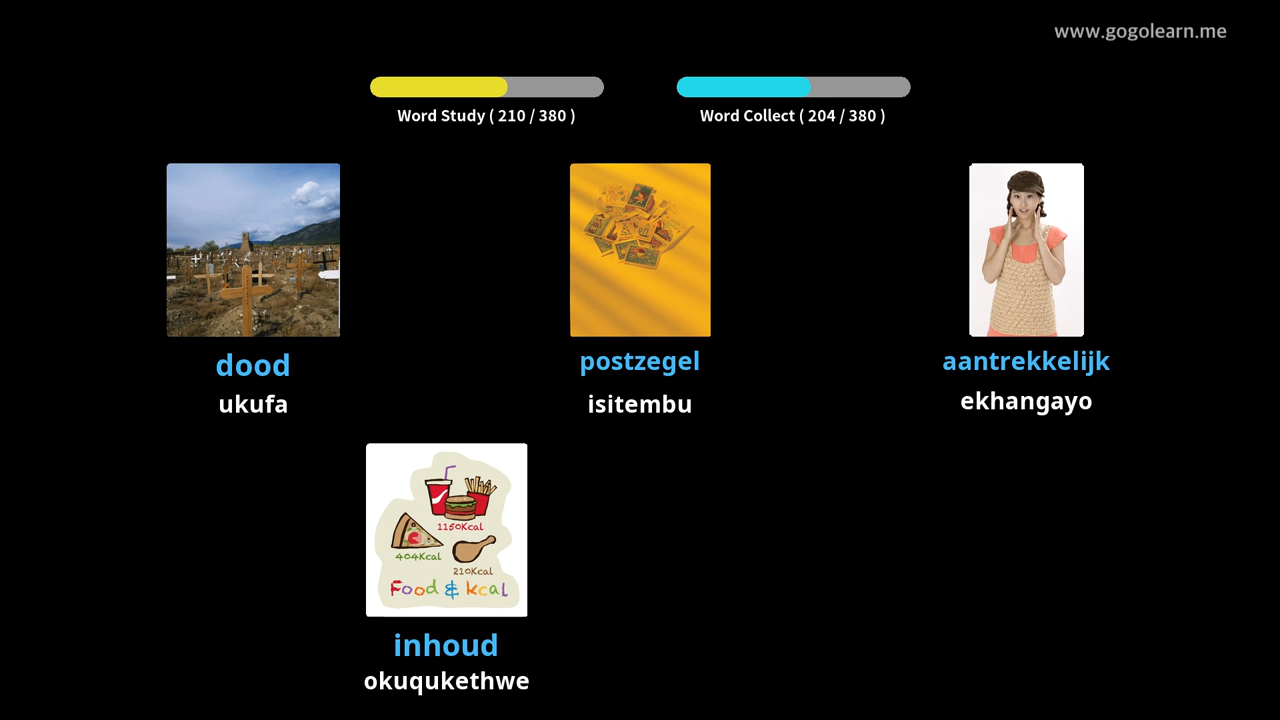 www.gogolearn.me
Word Study ( 210 / 380 )
Word Collect ( 204 / 380 )
dood
ukufa
postzegel
isitembu
aantrekkelijk
ekhangayo
1150Kcal
404Kcal
210Kcal
Food & kcal
inhoud
okuqukethwe